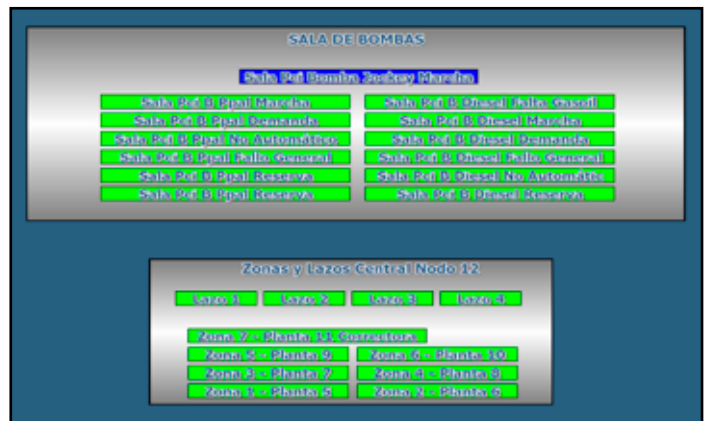 SALA DE BOMBAS
Sala Pci Bomba Jockey Marcha
Sala Pci B Ppal Marcha
Sala Pci B Diesel Fallo Gasoil
Sala Pci B Ppal Demanda
Sala Pci B Diesel Marcha
Sala Pci B Ppal No Automático
Sala Pci B Diesel Demanda
Sala Pci B Ppal Fallo General
Sala Pci B Diesel Fallo General
Sala Pci B Ppal Reserva
Sala Pci B Diesel No Automátic
Sala Pci B Ppal Reserva
Sala Pci B Diesel Reserva
Zonas y Lazos Central Nodo 12
Lazo 1
Lazo 2
Lazo 3
Lazo 4
Zona 7 - Planta 11 Correctora
Zona 5 - Planta 9
Zona 6 - Planta 10
Zona 3 - Planta 7
Zona 4 - Planta 8
Zona 1 - Planta 5
Zona 2 - Planta 6